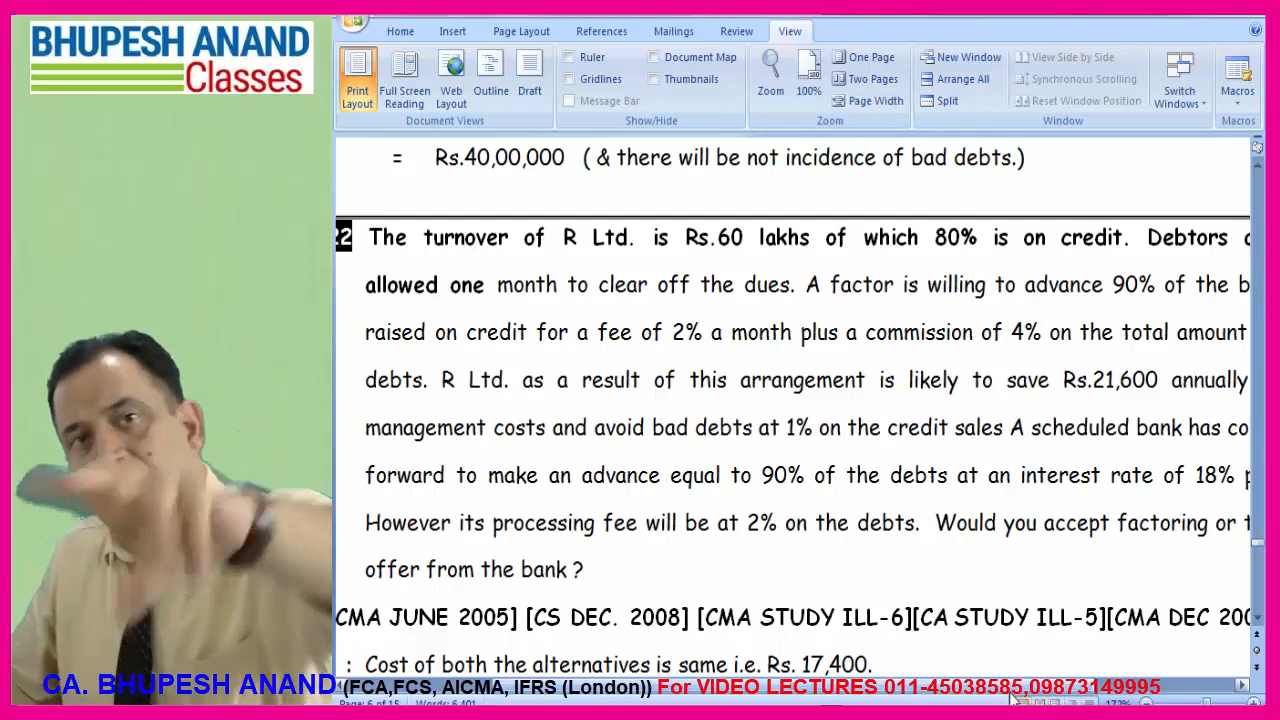 BHUPESH ANAND
Classes
Home Insert Page Layout References Mailings Review View
Ruler Document Map One Page New Window View Side by Side
Gridlines Thumbnails Two Pages Arrange All Synchronous Scrolling
Message Bar Page Width Split Reset Window Position
Print Layout Full Screen Reading Web Layout Outline Draft Zoom 100% Switch Windows Macros
Document Views Show/Hide Zoom Window Macros
= Rs.40,00,000 ( & there will be not incidence of bad debts.)
22 The turnover of R Ltd. is Rs.60 lakhs of which 80% is on credit. Debtors
allowed one month to clear off the dues. A factor is willing to advance 90% of the
raised on credit for a fee of 2% a month plus a commission of 4% on the total amount
debts. R Ltd. as a result of this arrangement is likely to save Rs.21,600 annually
management costs and avoid bad debts at 1% on the credit sales A scheduled bank has
forward to make an advance equal to 90% of the debts at an interest rate of 18%
However its processing fee will be at 2% on the debts. Would you accept factoring or
offer from the bank ?
CMA JUNE 2005] [CS DEC. 2008] [CMA STUDY ILL-6][CA STUDY ILL-5][CMA DEC
: Cost of both the alternatives is same i.e. Rs. 17,400.
CA. BHUPESH ANAND (FCA,FCS, AICMA, IFRS (London)) For VIDEO LECTURES 011-45038585,09873149995
Page: 6 of 15 Words: 6,401 172%